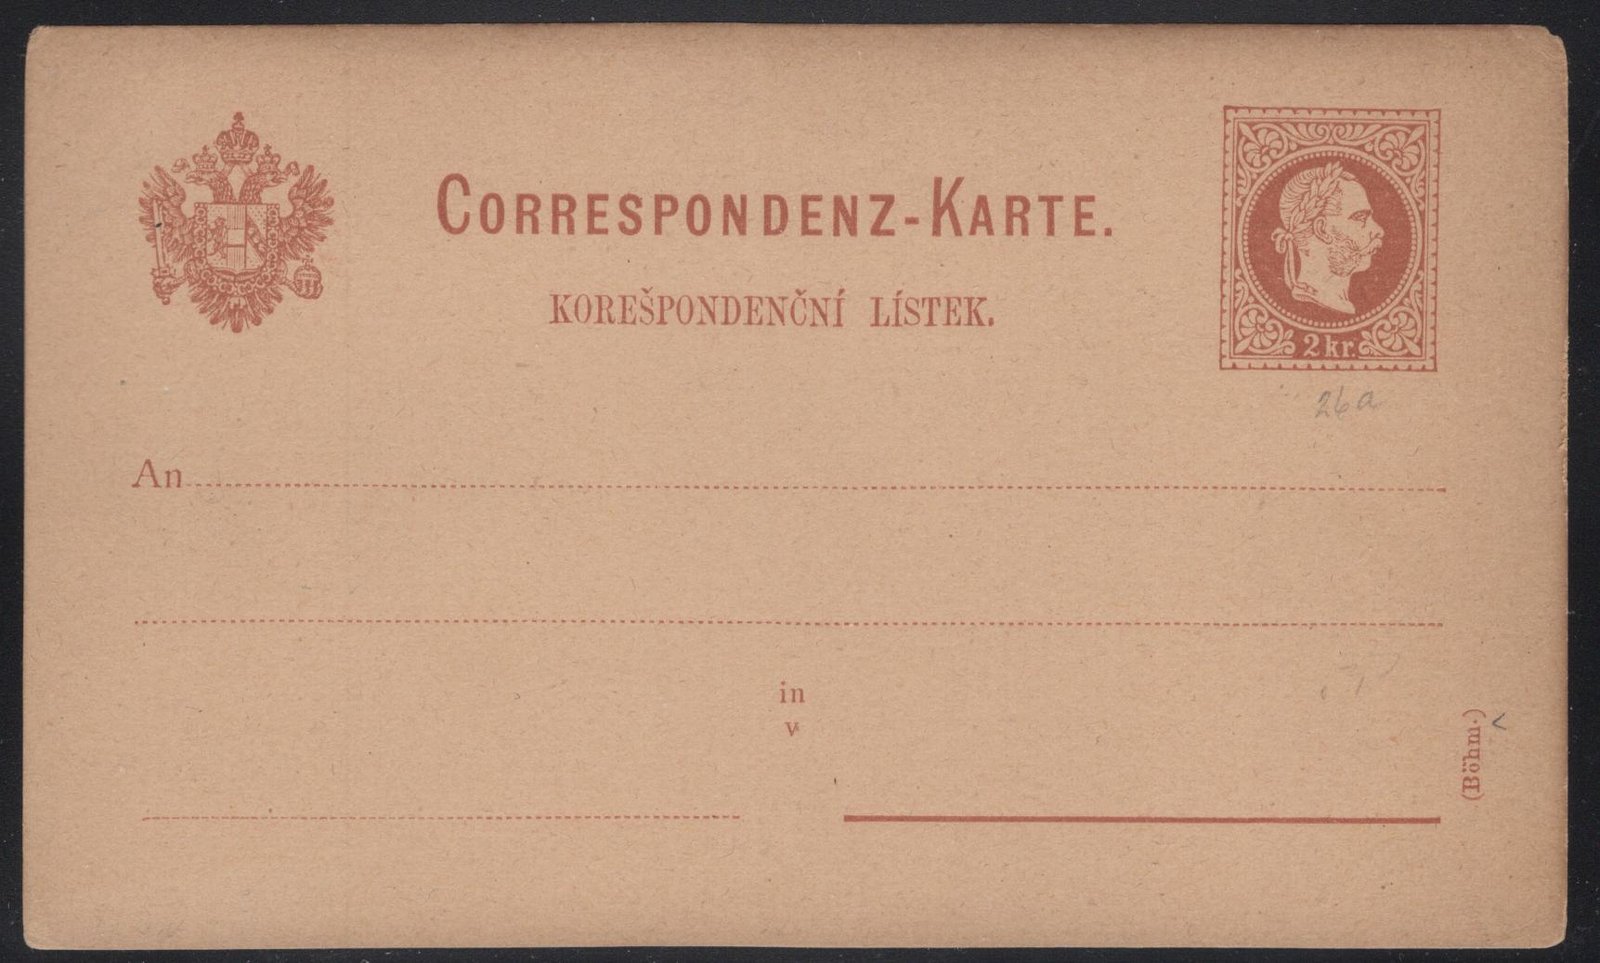 CORRESPONDENZ-KARTE.
KOREŠPONDENČNÍ LÍSTEK.
2 kr.
26a
An
in
v
(Böhm.)